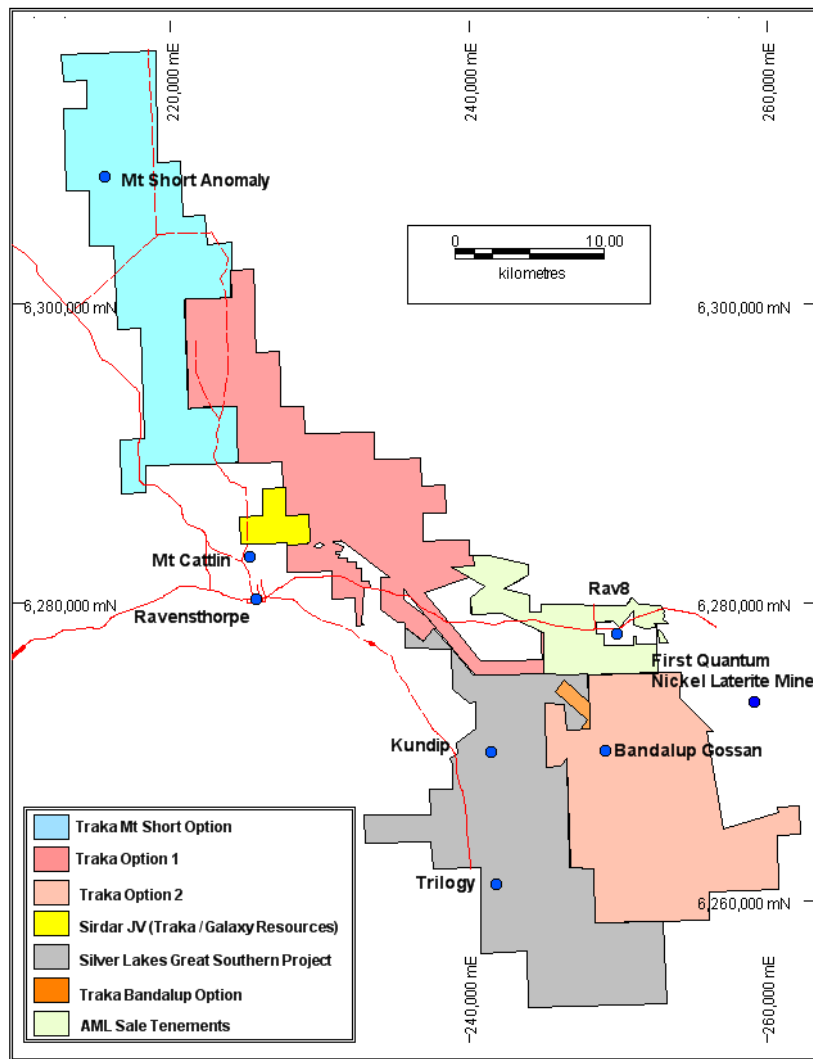 220,000 mE
240,000 mE
260,000 mE
Mt Short Anomaly
0 10.00
kilometres
6,300,000 mN
6,300,000 mN
Mt Cattlin
Rav8
6,280,000 mN
6,280,000 mN
Ravensthorpe
First Quantum
Nickel Laterite Mine
Kundip
Bandalup Gossan
Traka Mt Short Option
Traka Option 1
Trilogy
Traka Option 2
6,260,000 mN
Sirdar JV (Traka / Galaxy Resources)
Silver Lakes Great Southern Project
Traka Bandalup Option
AML Sale Tenements
240,000 mE
260,000 mE